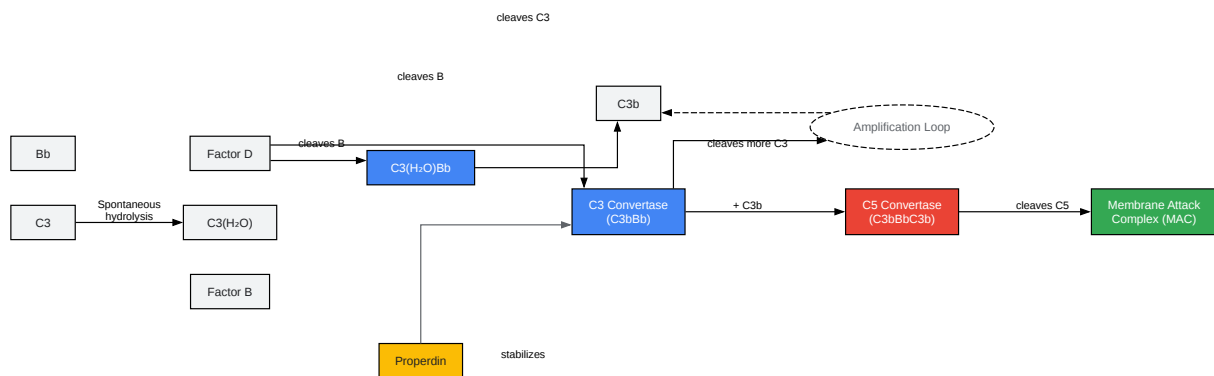 cleaves C3
cleaves B
C3b
Amplification Loop
Bb
Factor D
cleaves B
cleaves more C3
C3(H₂O)Bb
C3
Spontaneous
hydrolysis
C3(H₂O)
C3 Convertase
(C3bBb)
+ C3b
C5 Convertase
(C3bBbC3b)
cleaves C5
Membrane Attack
Complex (MAC)
Factor B
Properdin
stabilizes